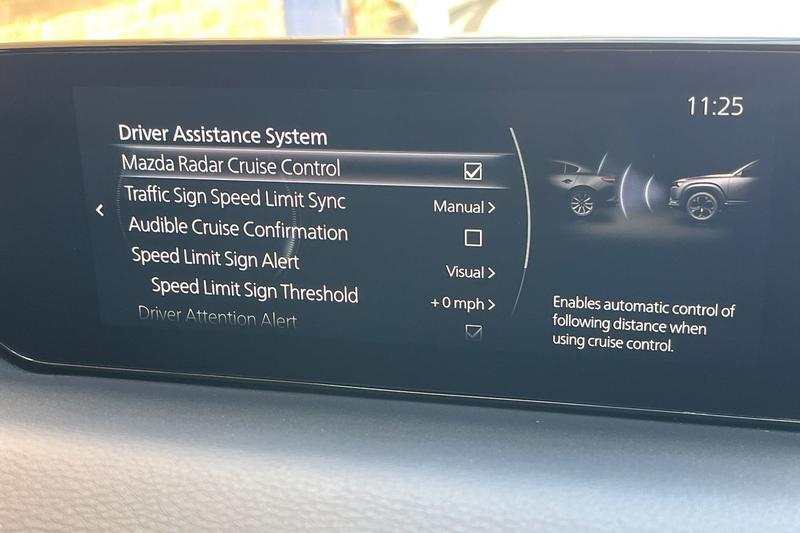 11:25
Driver Assistance System
Mazda Radar Cruise Control
Traffic Sign Speed Limit Sync
Manual >
Audible Cruise Confirmation
Speed Limit Sign Alert
Visual >
Speed Limit Sign Threshold
+ 0 mph >
Driver Attention Alert
Enables automatic control of
following distance when
using cruise control.